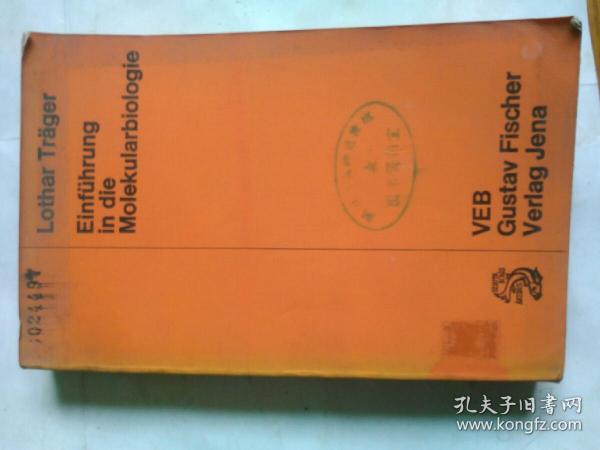 Lothar Träger
Einführung
in die
Molekularbiologie
VEB
Gustav Fischer
Verlag Jena
孔夫子旧书网
www.kongfz.com